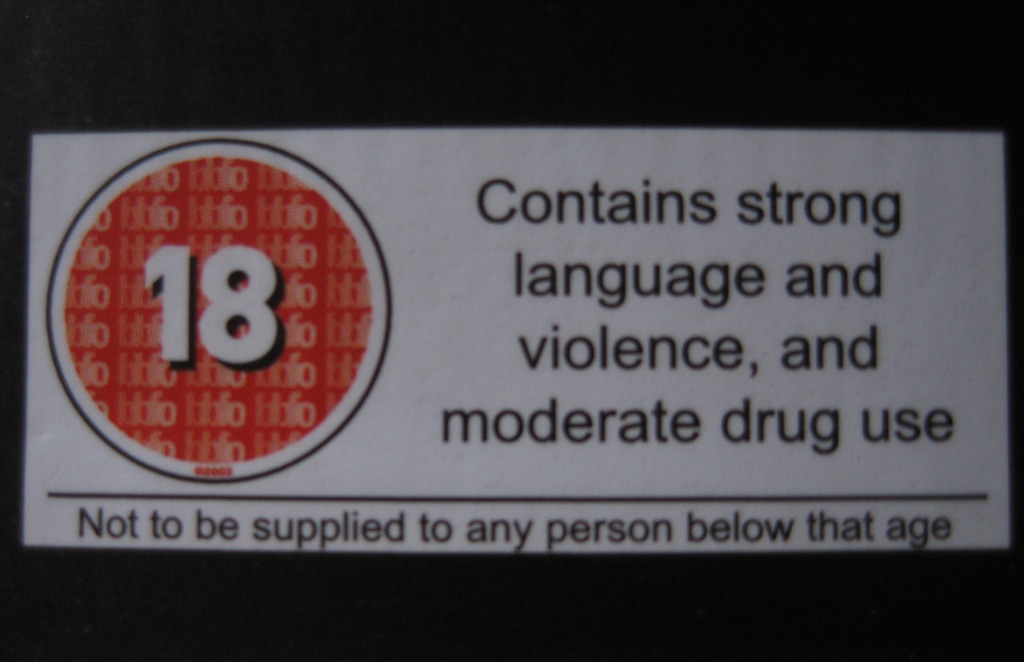 18
©2002
Contains strong
language and
violence, and
moderate drug use
Not to be supplied to any person below that age